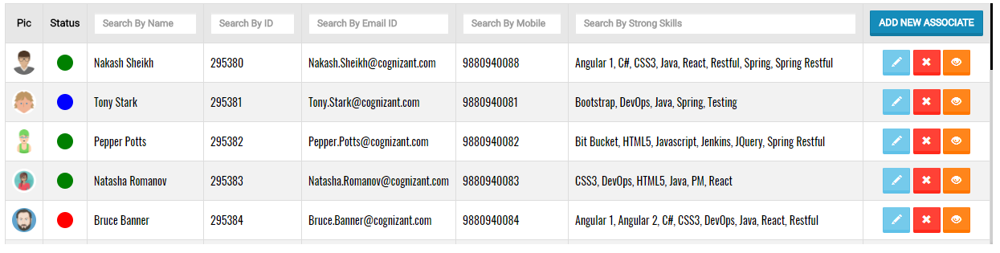 Pic Status Search By Name Search By ID Search By Email ID Search By Mobile Search By Strong Skills ADD NEW ASSOCIATE
Nakash Sheikh 295380 Nakash.Sheikh@cognizant.com 9880940088 Angular 1, C#, CSS3, Java, React, Restful, Spring, Spring Restful
Tony Stark 295381 Tony.Stark@cognizant.com 9880940081 Bootstrap, DevOps, Java, Spring, Testing
Pepper Potts 295382 Pepper.Potts@cognizant.com 9880940082 Bit Bucket, HTML5, Javascript, Jenkins, JQuery, Spring Restful
Natasha Romanov 295383 Natasha.Romanov@cognizant.com 9880940083 CSS3, DevOps, HTML5, Java, PM, React
Bruce Banner 295384 Bruce.Banner@cognizant.com 9880940084 Angular 1, Angular 2, C#, CSS3, DevOps, Java, React, Restful